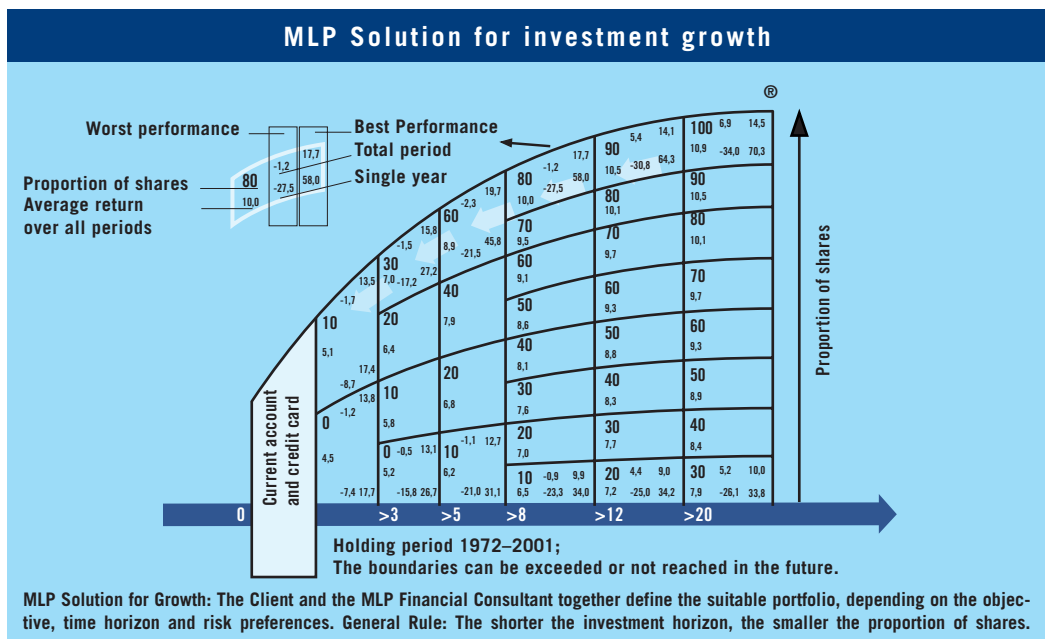 MLP Solution for investment growth
®
Worst performance
Best Performance
Total period
Single year
Proportion of shares
Average return
over all periods
-1,2 17,7
80
-27,5 58,0
10,0
Current account
and credit card
10
-1,7 13,5
5,1
-8,7 17,4
0
-1,2 13,8
4,5
-7,4 17,7
30
-1,5 15,8
7,0 -17,2 27,2
20
6,4
10
5,8
0 -0,5 13,1
5,2
-15,8 26,7
60
-2,3 19,7
8,9 -21,5 45,8
40
7,9
20
6,8
10 -1,1 12,7
6,2
-21,0 31,1
80 -1,2 17,7
10,0 -27,5 58,0
70
9,5
60
9,1
50
8,6
40
8,1
30
7,6
20
7,0
10 -0,9 9,9
6,5 -23,3 34,0
90 5,4 14,1
10,5 -30,8 64,3
80
10,1
70
9,7
60
9,3
50
8,8
40
8,3
30
7,7
20 4,4 9,0
7,2 -25,0 34,2
100 6,9 14,5
10,9 -34,0 70,3
90
10,5
80
10,1
70
9,7
60
9,3
50
8,9
40
8,4
30 5,2 10,0
7,9 -26,1 33,8
Proportion of shares
0 >3 >5 >8 >12 >20
Holding period 1972–2001;
The boundaries can be exceeded or not reached in the future.
MLP Solution for Growth: The Client and the MLP Financial Consultant together define the suitable portfolio, depending on the objec-
tive, time horizon and risk preferences. General Rule: The shorter the investment horizon, the smaller the proportion of shares.